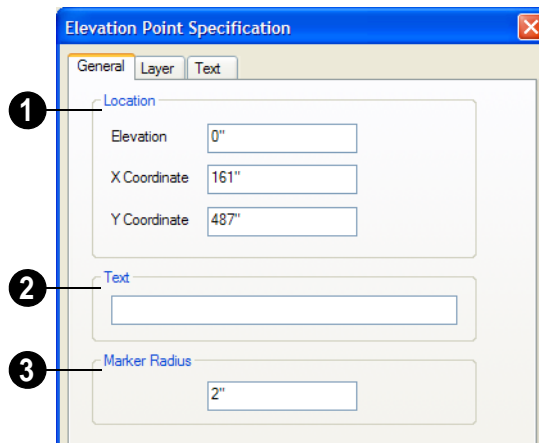 Elevation Point Specification
General Layer Text
1 Location
Elevation 0"
X Coordinate 161"
Y Coordinate 487"
2 Text
3 Marker Radius
2"